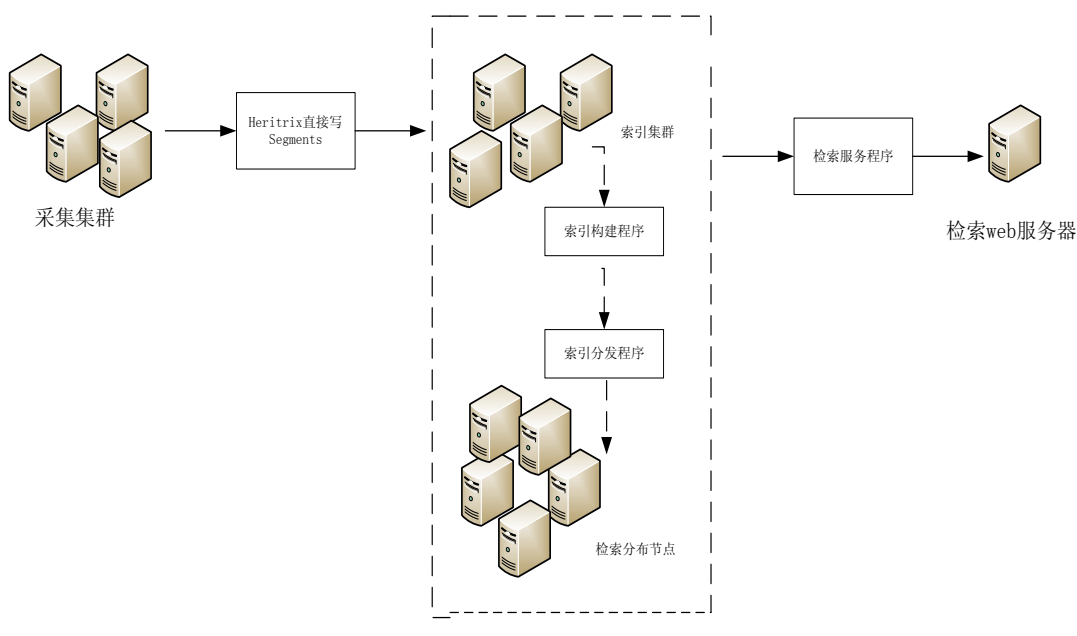 采集集群
Heritrix直接写
Segments
索引集群
索引构建程序
索引分发程序
检索分布节点
检索服务程序
检索web服务器